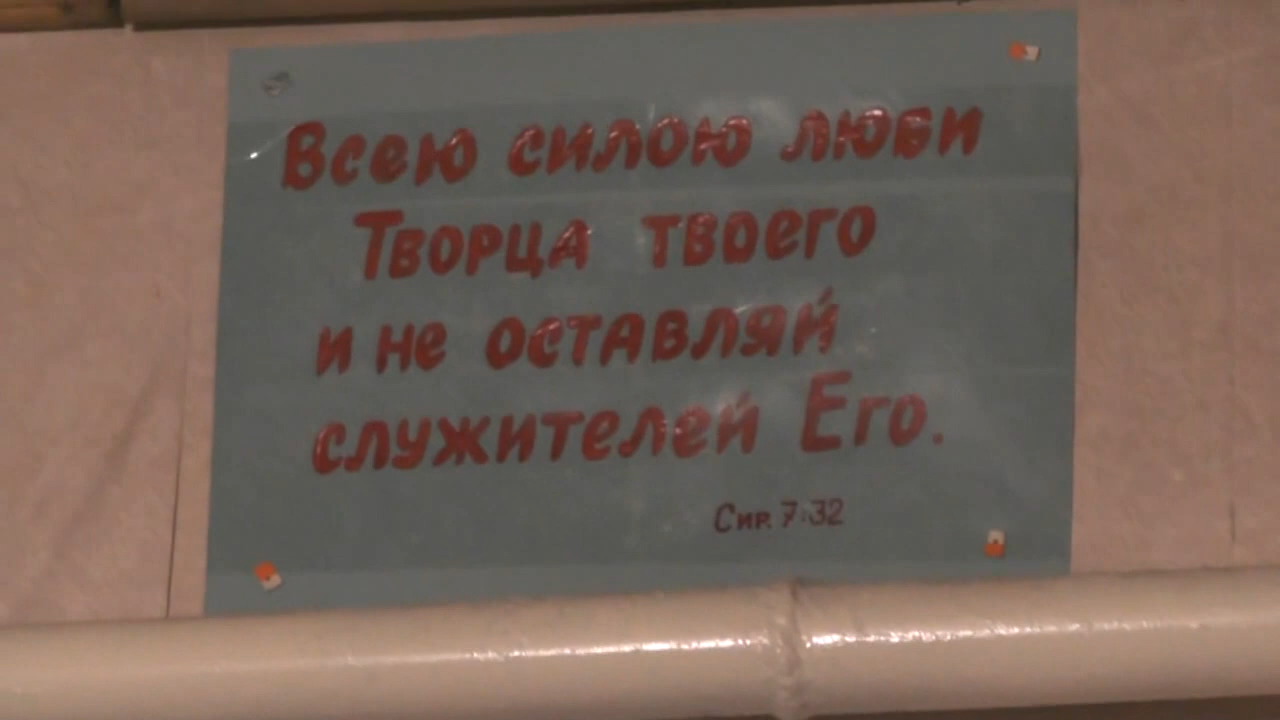 Всею силою люби
Творца твоего
и не оставляй
служителей Его.
Сир. 7:32